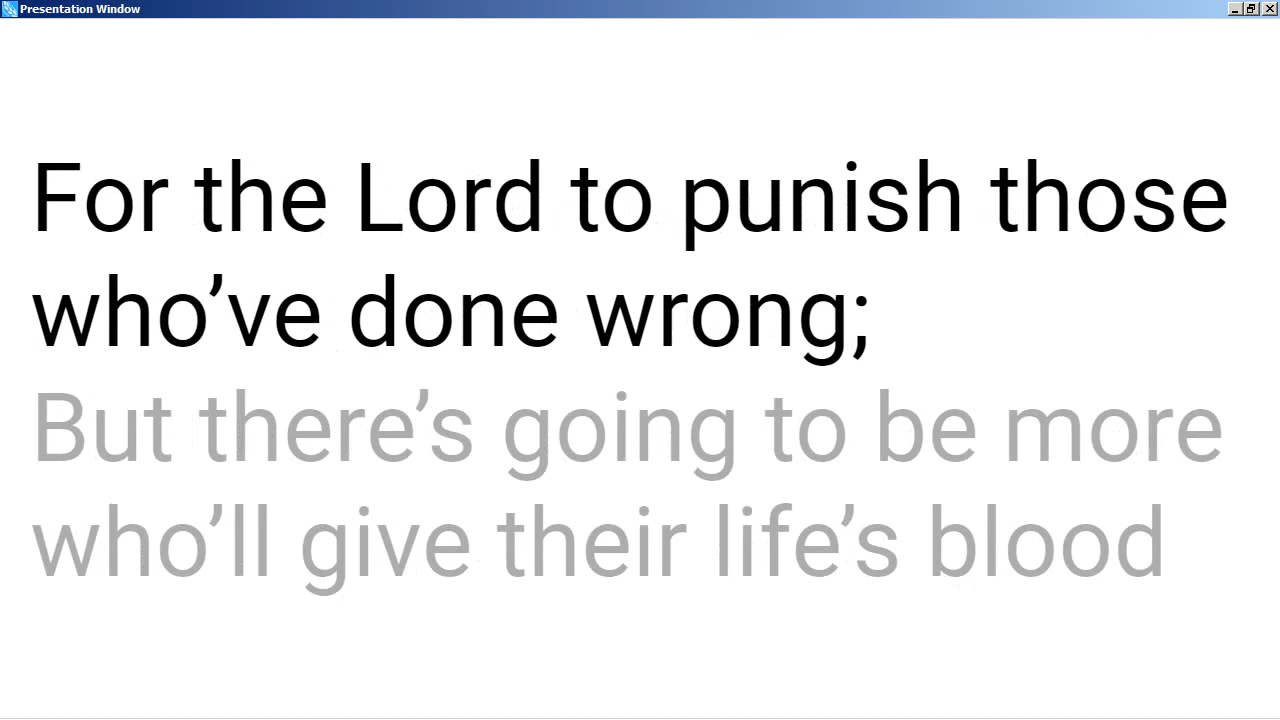 Presentation Window
For the Lord to punish those
who’ve done wrong;
But there’s going to be more
who’ll give their life’s blood